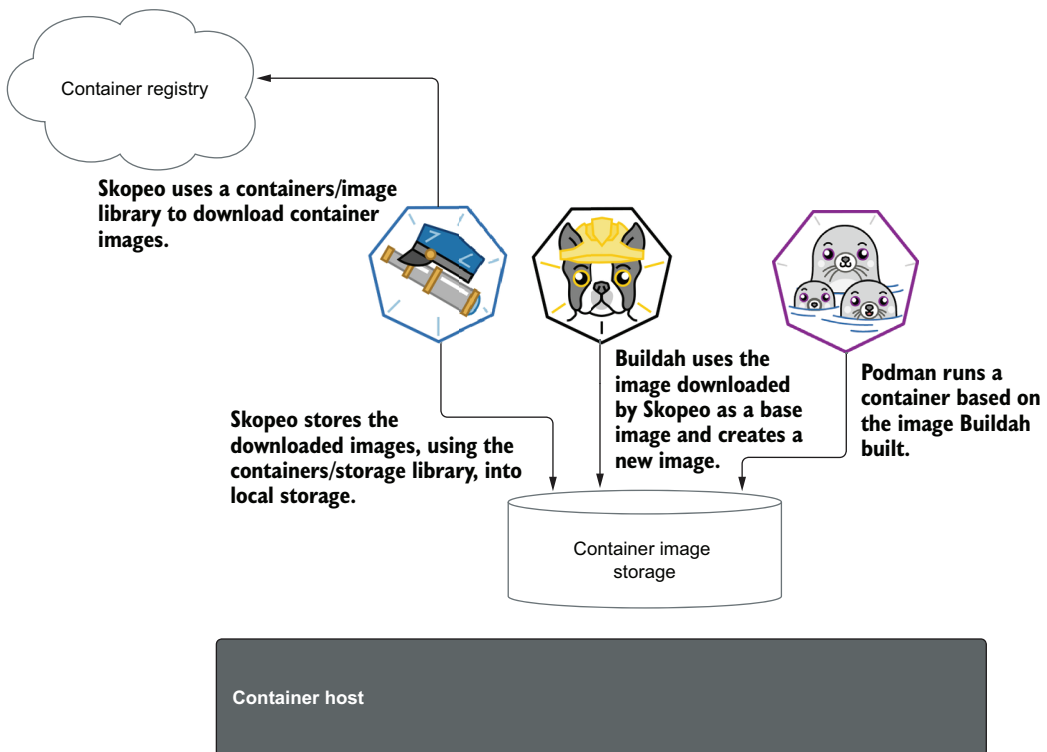 Container registry
Skopeo uses a containers/image
library to download container
images.
Skopeo stores the
downloaded images, using the
containers/storage library, into
local storage.
Buildah uses the
image downloaded
by Skopeo as a base
image and creates a
new image.
Podman runs a
container based on
the image Buildah
built.
Container image
storage
Container host